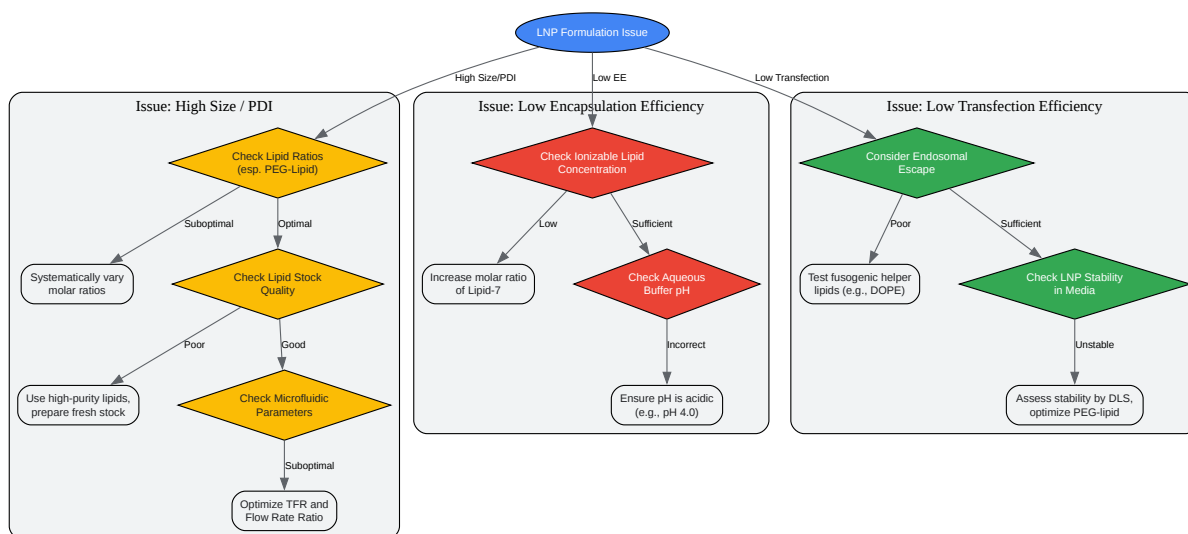 LNP Formulation Issue
High Size/PDI
Low EE
Low Transfection
Issue: High Size / PDI
Check Lipid Ratios
(esp. PEG-Lipid)
Suboptimal
Optimal
Systematically vary
molar ratios
Check Lipid Stock
Quality
Poor
Good
Use high-purity lipids,
prepare fresh stock
Check Microfluidic
Parameters
Suboptimal
Optimize TFR and
Flow Rate Ratio
Issue: Low Encapsulation Efficiency
Check Ionizable Lipid
Concentration
Low
Sufficient
Increase molar ratio
of Lipid-7
Check Aqueous
Buffer pH
Incorrect
Ensure pH is acidic
(e.g., pH 4.0)
Issue: Low Transfection Efficiency
Consider Endosomal
Escape
Poor
Sufficient
Test fusogenic helper
lipids (e.g., DOPE)
Check LNP Stability
in Media
Unstable
Assess stability by DLS,
optimize PEG-lipid